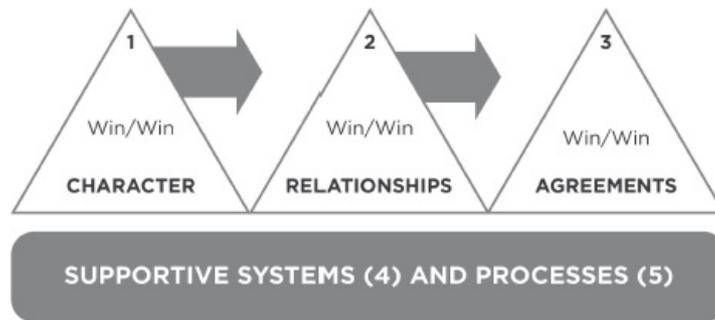 1
Win/Win
CHARACTER
2
Win/Win
RELATIONSHIPS
3
Win/Win
AGREEMENTS
SUPPORTIVE SYSTEMS (4) AND PROCESSES (5)